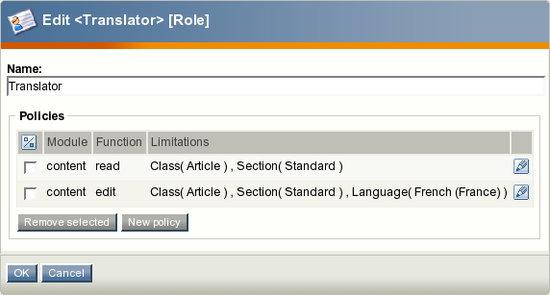 Edit <Translator> [Role]
Name:
Translator
Policies
Module Function Limitations
content read Class( Article ) , Section( Standard )
content edit Class( Article ) , Section( Standard ) , Language( French (France) )
Remove selected New policy
OK Cancel